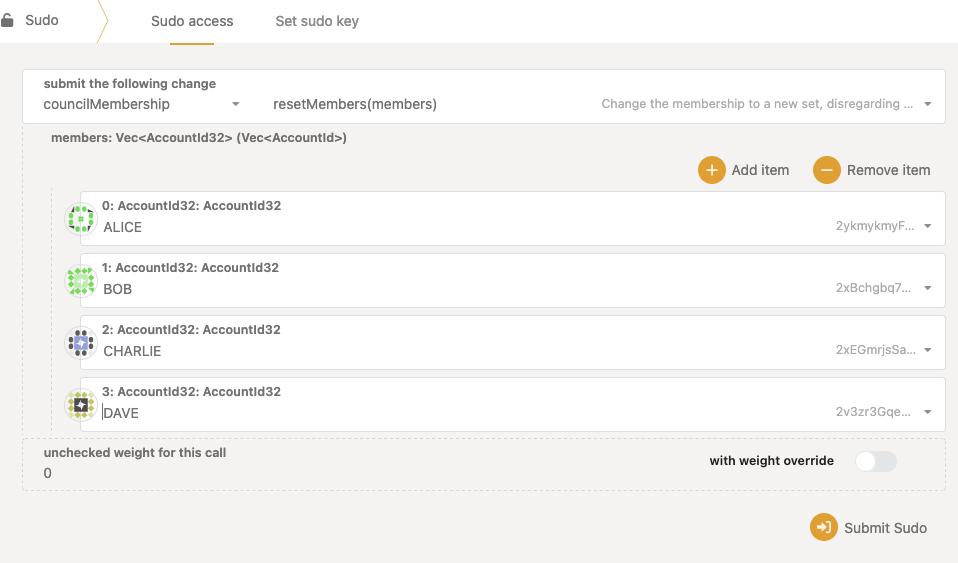 Sudo
Sudo access
Set sudo key
submit the following change
councilMembership
resetMembers(members)
Change the membership to a new set, disregarding ...
members: Vec<AccountId32> (Vec<AccountId>)
Add item
Remove item
0: AccountId32: AccountId32
ALICE
2ykmykmyF...
1: AccountId32: AccountId32
BOB
2xBchgbq7...
2: AccountId32: AccountId32
CHARLIE
2xEGmrjsSa...
3: AccountId32: AccountId32
DAVE
2v3zr3Gqe...
unchecked weight for this call
0
with weight override
Submit Sudo